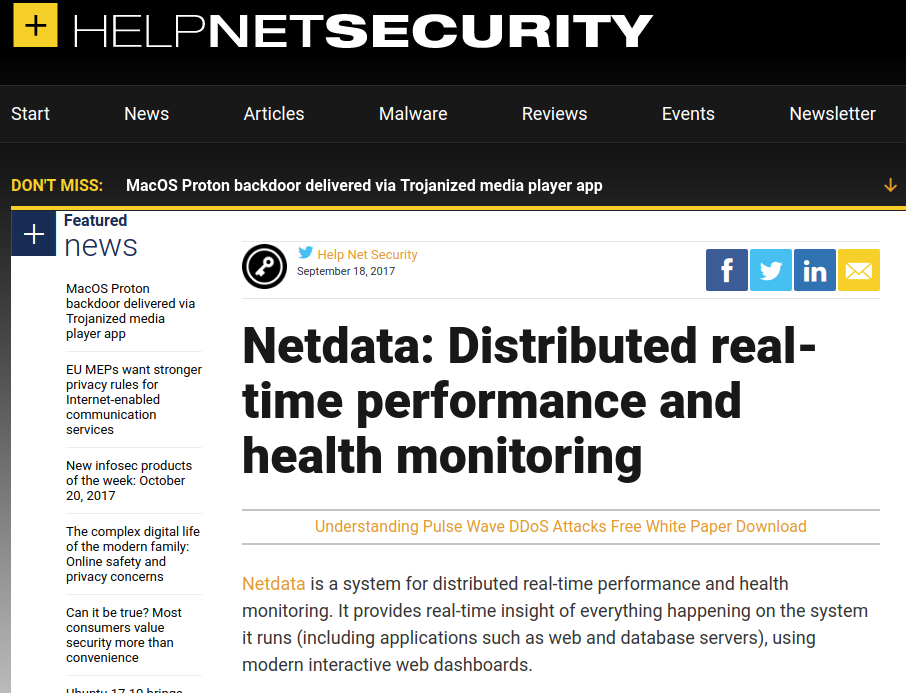 HELPNETSECURITY
Start News Articles Malware Reviews Events Newsletter
DON'T MISS: MacOS Proton backdoor delivered via Trojanized media player app
Featured
news
MacOS Proton
backdoor delivered via
Trojanized media
player app
EU MEPs want stronger
privacy rules for
Internet-enabled
communication
services
New infosec products
of the week: October
20, 2017
The complex digital life
of the modern family:
Online safety and
privacy concerns
Can it be true? Most
consumers value
security more than
convenience
Ubuntu 17.10 brings
Help Net Security
September 18, 2017
Netdata: Distributed real-
time performance and
health monitoring
Understanding Pulse Wave DDoS Attacks Free White Paper Download
Netdata is a system for distributed real-time performance and health
monitoring. It provides real-time insight of everything happening on the system
it runs (including applications such as web and database servers), using
modern interactive web dashboards.